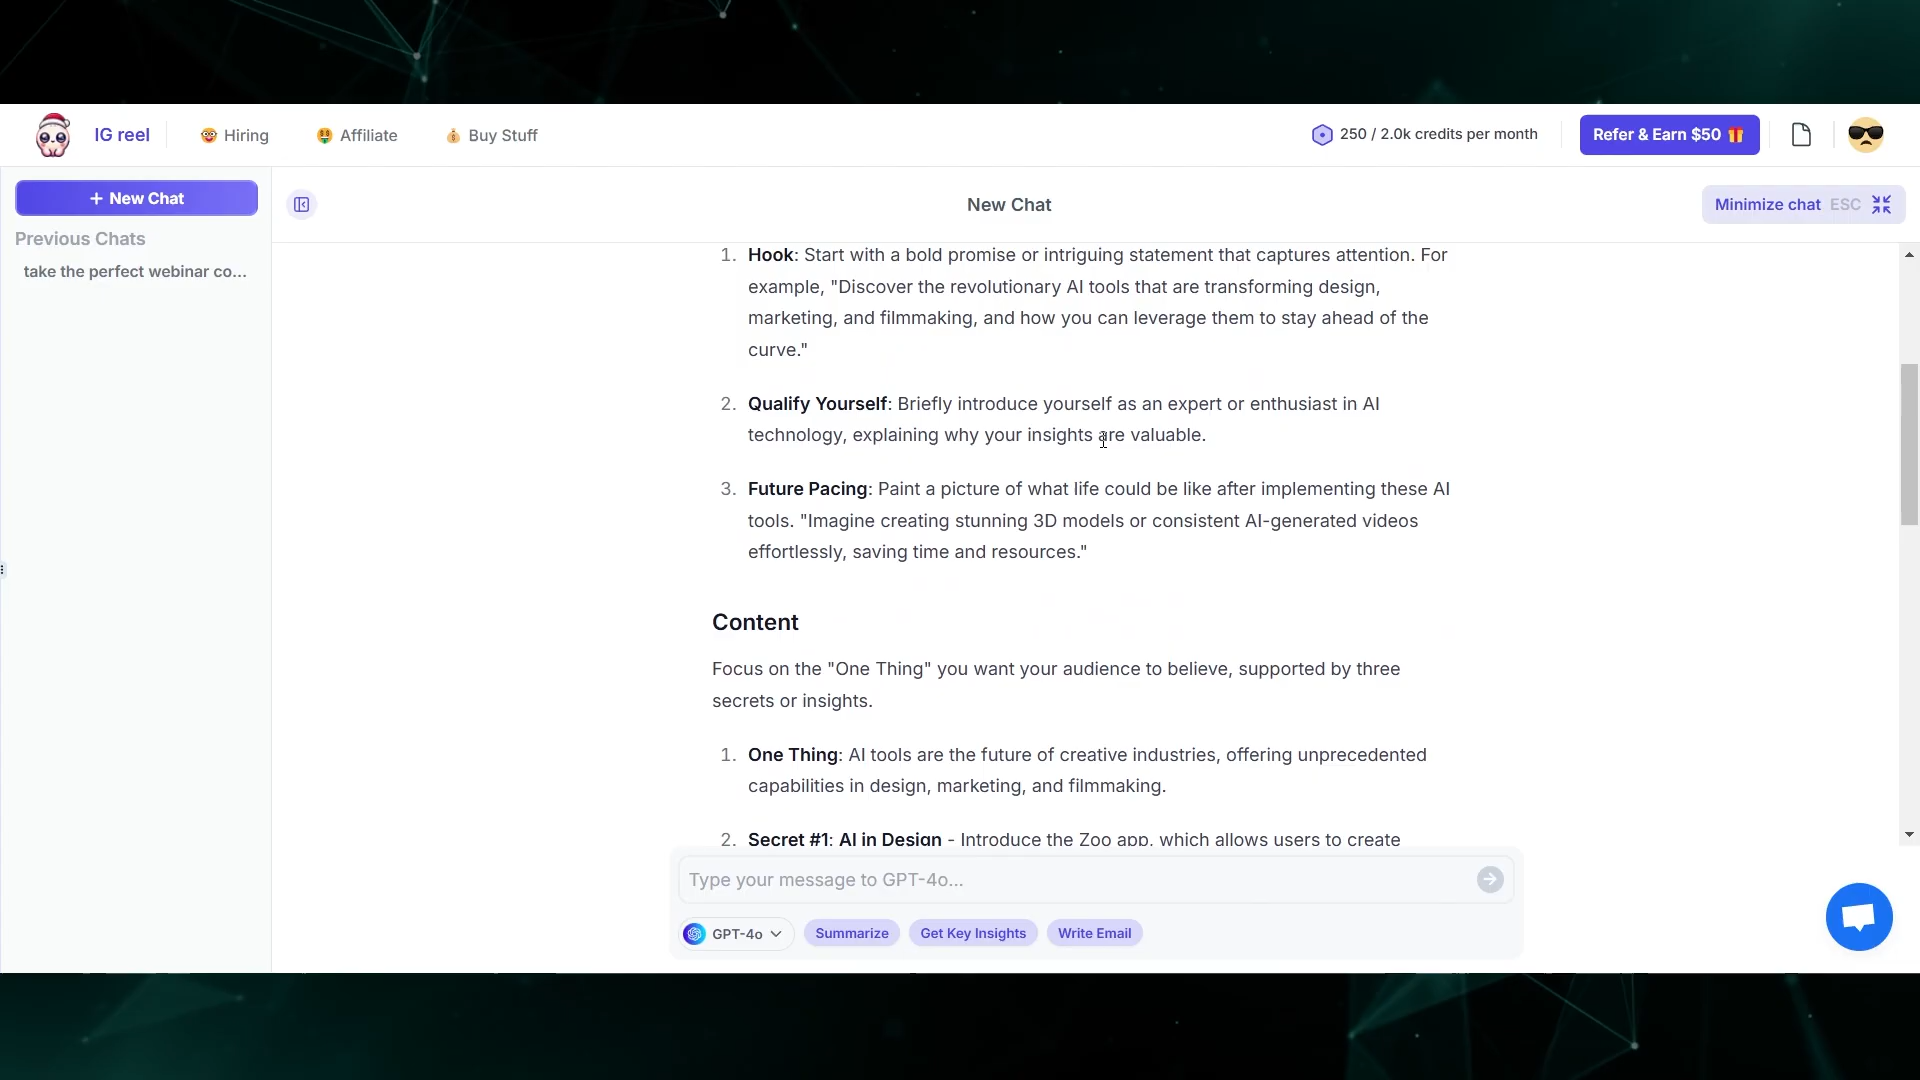 IG reel
Hiring
Affiliate
Buy Stuff
250 / 2.0k credits per month
Refer & Earn $50
+ New Chat
Previous Chats
take the perfect webinar co...
New Chat
Minimize chat ESC
1. Hook: Start with a bold promise or intriguing statement that captures attention. For
example, "Discover the revolutionary AI tools that are transforming design,
marketing, and filmmaking, and how you can leverage them to stay ahead of the
curve."
2. Qualify Yourself: Briefly introduce yourself as an expert or enthusiast in AI
technology, explaining why your insights are valuable.
3. Future Pacing: Paint a picture of what life could be like after implementing these AI
tools. "Imagine creating stunning 3D models or consistent AI-generated videos
effortlessly, saving time and resources."
Content
Focus on the "One Thing" you want your audience to believe, supported by three
secrets or insights.
1. One Thing: AI tools are the future of creative industries, offering unprecedented
capabilities in design, marketing, and filmmaking.
2. Secret #1: AI in Design - Introduce the Zoo app, which allows users to create
Type your message to GPT-4o...
GPT-4o
Summarize
Get Key Insights
Write Email